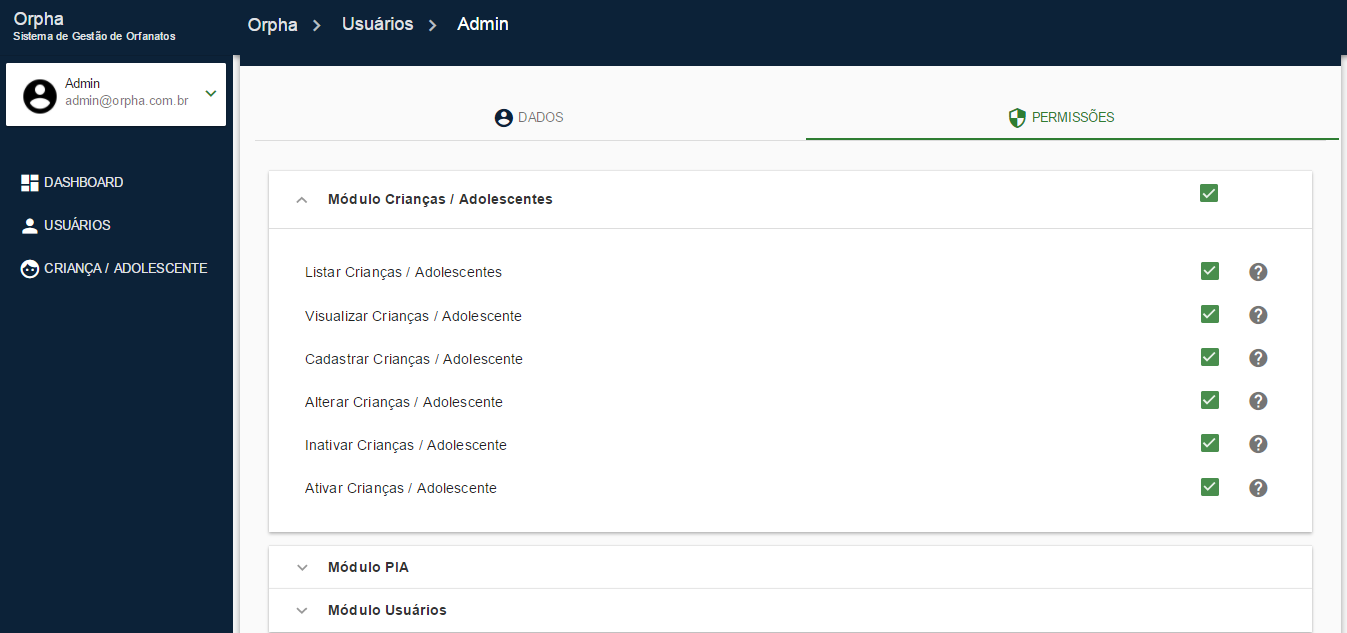 Orpha
Sistema de Gestão de Orfanatos
Orpha > Usuários > Admin
Admin
admin@orpha.com.br
DASHBOARD
USUÁRIOS
CRIANÇA / ADOLESCENTE
DADOS
PERMISSÕES
Módulo Crianças / Adolescentes
Listar Crianças / Adolescentes
Visualizar Crianças / Adolescente
Cadastrar Crianças / Adolescente
Alterar Crianças / Adolescente
Inativar Crianças / Adolescente
Ativar Crianças / Adolescente
Módulo PIA
Módulo Usuários